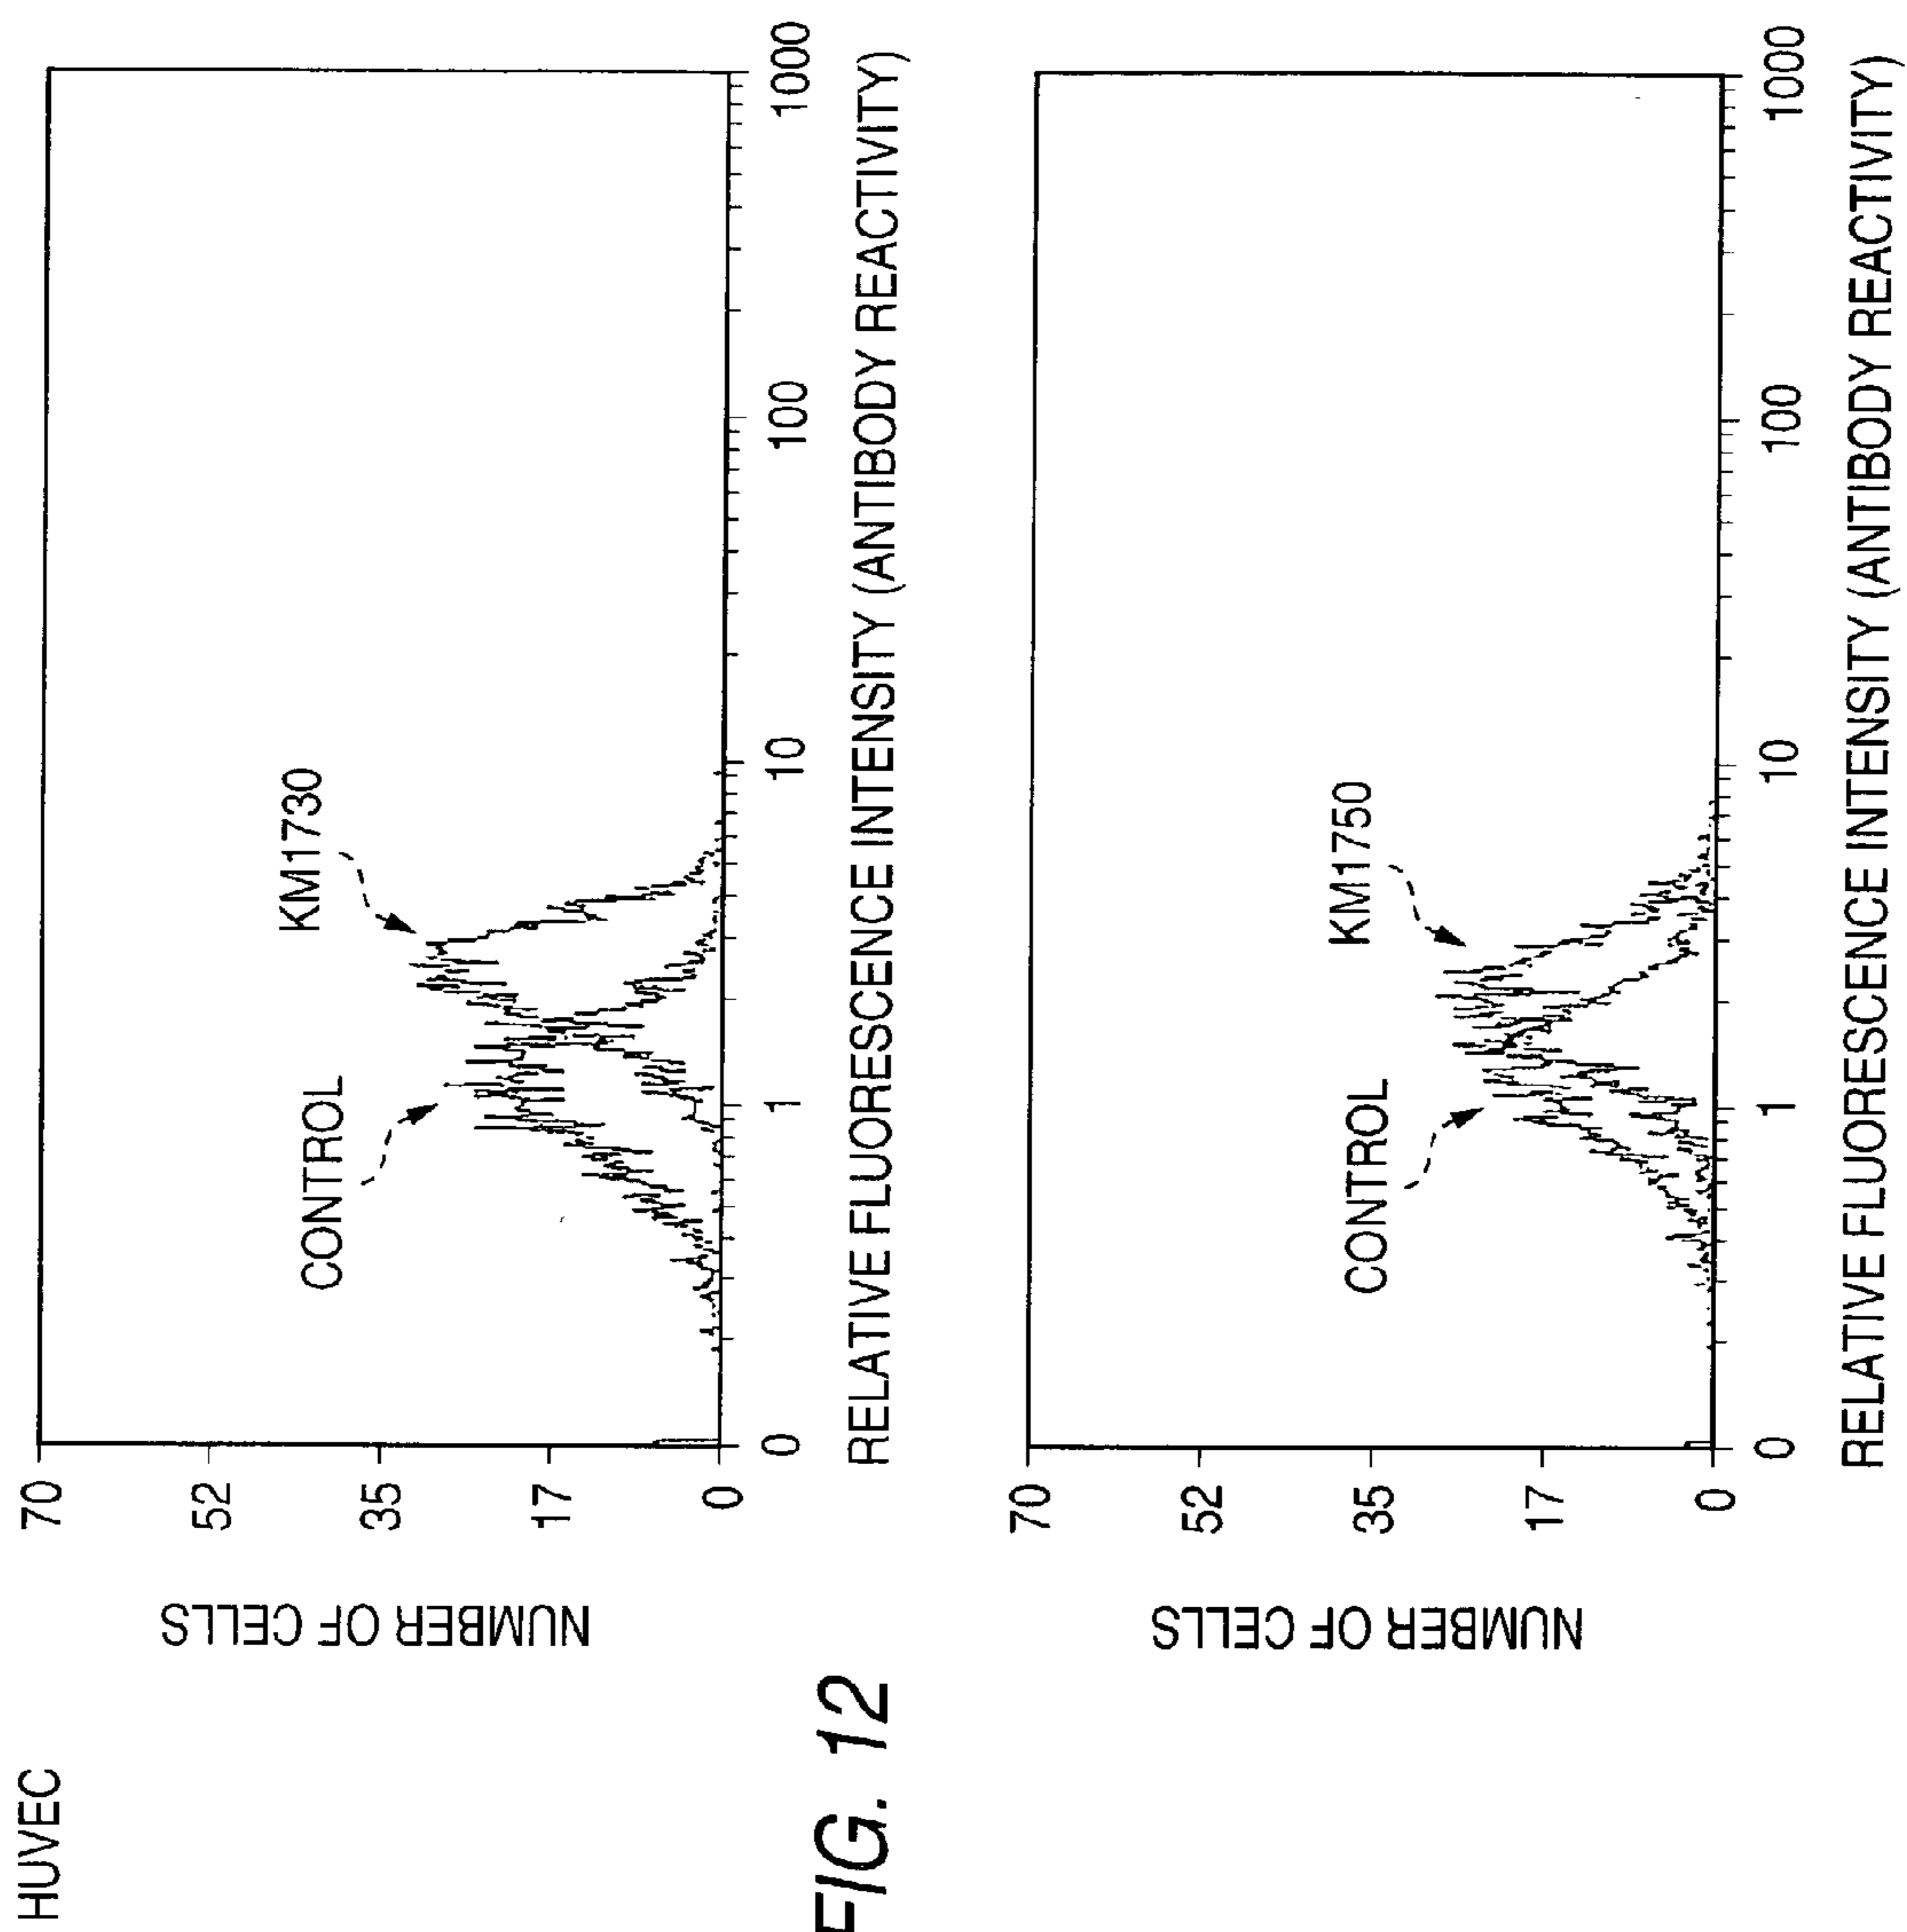 HUVEC
FIG. 12
NUMBER OF CELLS
70
52
35
17
0
KM1730
CONTROL
0
1
10
100
1000
RELATIVE FLUORESCENCE INTENSITY (ANTIBODY REACTIVITY)
NUMBER OF CELLS
70
52
35
17
0
KM1750
CONTROL
0
1
10
100
1000
RELATIVE FLUORESCENCE INTENSITY (ANTIBODY REACTIVITY)